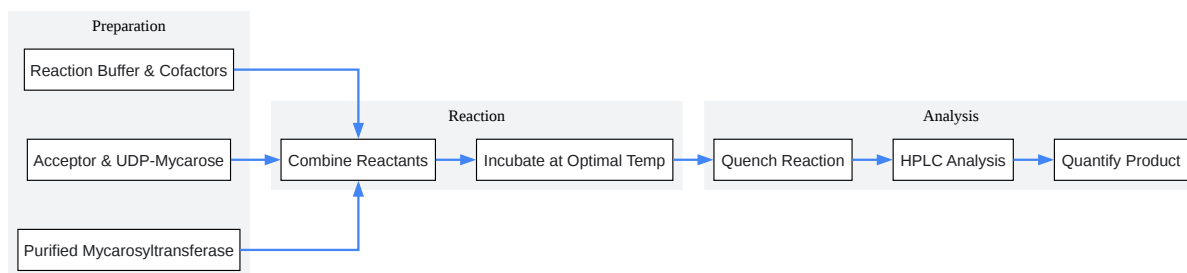 Preparation
Reaction Buffer & Cofactors
Acceptor & UDP-Mycarose
Purified Mycarosyltransferase
Reaction
Combine Reactants
Incubate at Optimal Temp
Analysis
Quench Reaction
HPLC Analysis
Quantify Product